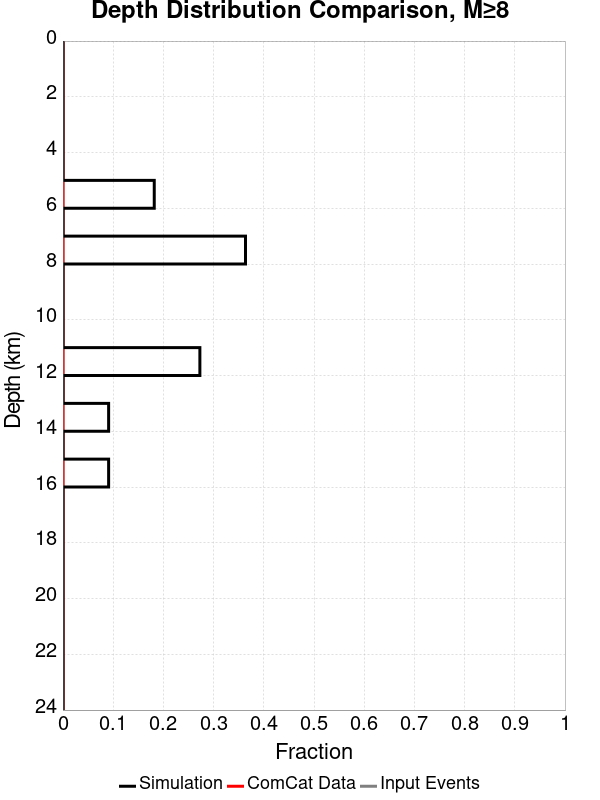 Depth Distribution Comparison, M≥8
0
2
4
6
8
10
12
14
16
18
20
22
24
Depth (km)
0 0.1 0.2 0.3 0.4 0.5 0.6 0.7 0.8 0.9 1
Fraction
Simulation ComCat Data Input Events